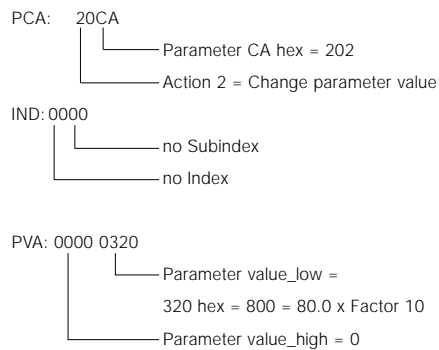 PCA: 20CA
Parameter CA hex = 202
Action 2 = Change parameter value
IND: 0000
no Subindex
no Index
PVA: 0000 0320
Parameter value_low =
320 hex = 800 = 80.0 x Factor 10
Parameter value_high = 0